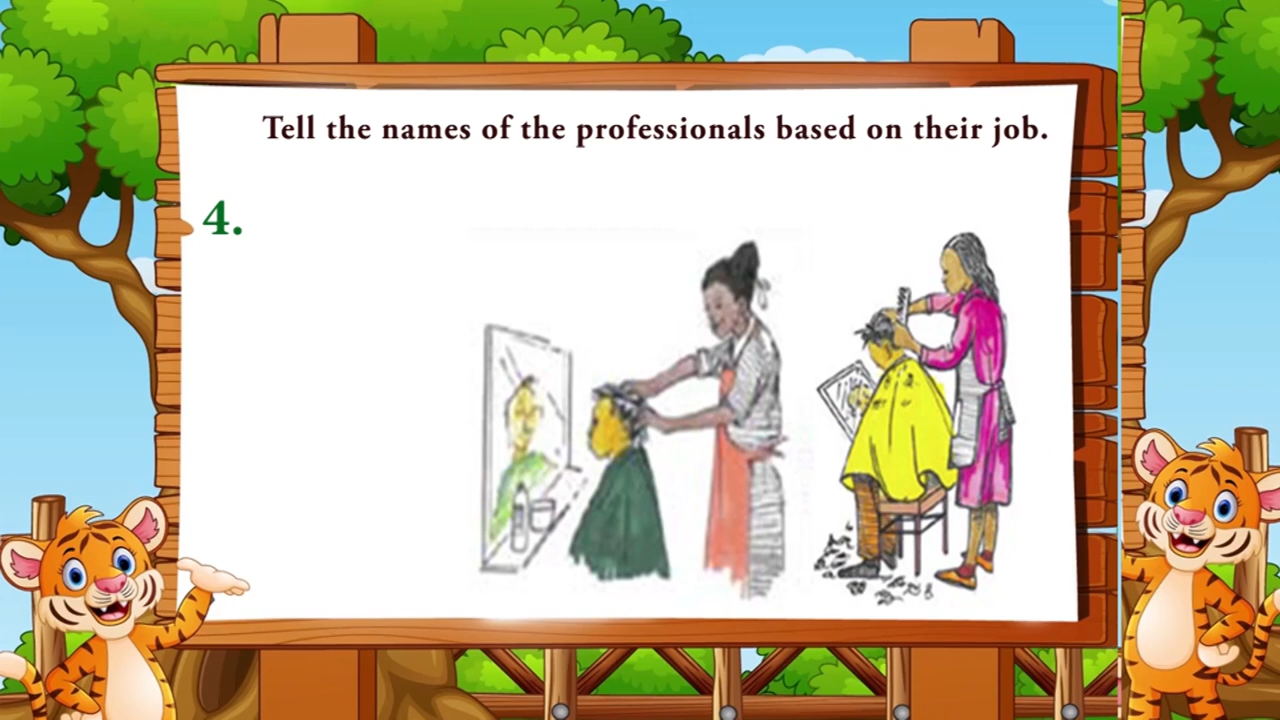 Tell the names of the professionals based on their job.
4.